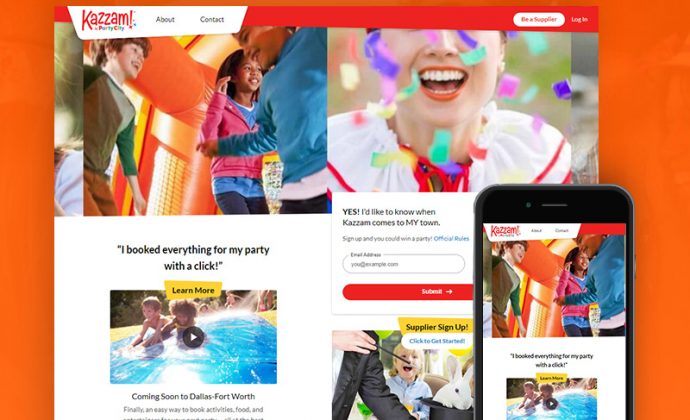 Kazzam!
by Party City.
About
Contact
Be a Supplier
Log In
YES! I'd like to know when
Kazzam comes to MY town.
Sign up and you could win a party! Official Rules
Email Address
you@example.com
Submit →
"I booked everything for my party
with a click!"
Learn More
Coming Soon to Dallas-Fort Worth
Finally, an easy way to book activities, food, and
Supplier Sign Up!
Click to Get Started!
Kazzam!
About
Contact
"I booked everything for my party
with a click!"
Learn More